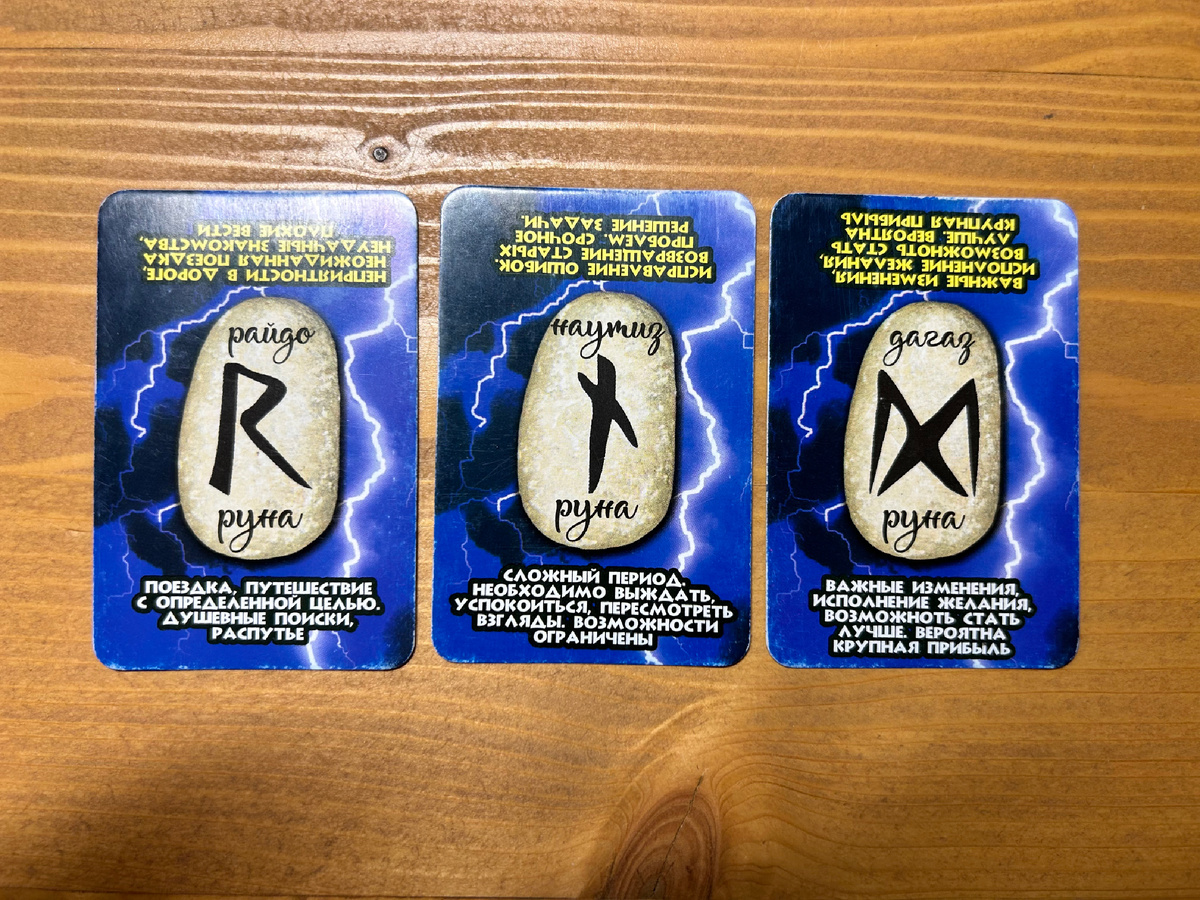 НЕПРИЯТНОСТИ В ДОРОГЕ,
НЕОЖИДАННАЯ ПОЕЗДКА
НЕУДАЧНЫЕ ЗНАКОМСТВА,
ПЛОХИЕ ВЕСТИ
райдо
руна
ПОЕЗДКА, ПУТЕШЕСТВИЕ
С ОПРЕДЕЛЕННОЙ ЦЕЛЬЮ.
ДУШЕВНЫЕ ПОИСКИ,
РАСПУТЬЕ
ИСПРАВЛЕНИЕ ОШИБОК.
ВОЗВРАЩЕНИЕ СТАРЫХ
ПРОБЛЕМ. СРОЧНОЕ
РЕШЕНИЕ ЗАДАЧИ.
наутиз
руна
СЛОЖНЫЙ ПЕРИОД.
НЕОБХОДИМО ВЫЖДАТЬ,
УСПОКОИТЬСЯ, ПЕРЕСМОТРЕТЬ
ВЗГЛЯДЫ. ВОЗМОЖНОСТИ
ОГРАНИЧЕНЫ
ВАЖНЫЕ ИЗМЕНЕНИЯ,
ИСПОЛНЕНИЕ ЖЕЛАНИЯ,
ВОЗМОЖНОТЬ СТАТЬ
ЛУЧШЕ. ВЕРОЯТНА
КРУПНАЯ ПРИБЫЛЬ
дагаз
руна
ВАЖНЫЕ ИЗМЕНЕНИЯ,
ИСПОЛНЕНИЕ ЖЕЛАНИЯ,
ВОЗМОЖНОТЬ СТАТЬ
ЛУЧШЕ. ВЕРОЯТНА
КРУПНАЯ ПРИБЫЛЬ